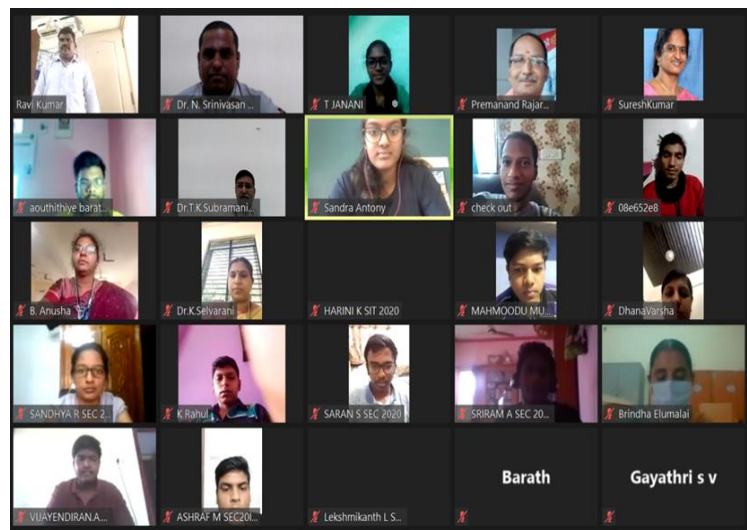 Ravi Kumar
Dr. N. Srinivasan ...
T JANANI
Premanand Rajar...
SureshKumar
aouthithiye barat...
Dr.T.K.Subramani...
Sandra Antony
check out
08e652e8
B. Anusha
Dr.K.Selvarani
HARINI K SIT 2020
MAHMOODU MU...
DhanaVarsha
SANDHYA R SEC 2...
K Rahul
SARAN S SEC 2020
SRIRAM A SEC 20...
Brindha Elumalai
VIJAYENDIRAN.A....
ASHRAF M SEC20I...
Lekshmikanth L S...
Barath
Gayathri s v